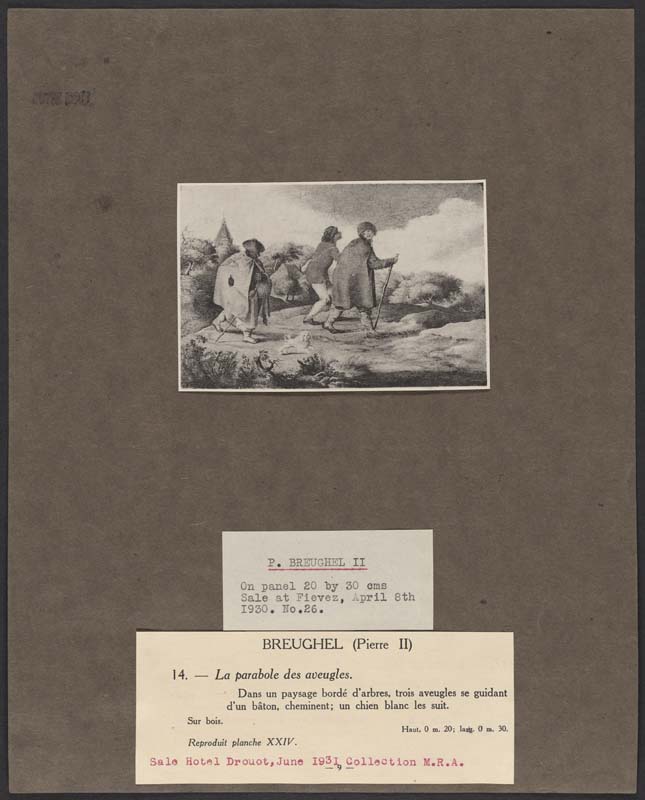 P. BREUGHEL II
On panel 20 by 30 cms
Sale at Fievez, April 8th
1930. No.26.
BREUGHEL (Pierre II)
14. — La parabole des aveugles.
Dans un paysage bordé d'arbres, trois aveugles se guidant
d'un bâton, cheminent; un chien blanc les suit.
Sur bois.
Haut. 0 m. 20; larg. 0 m. 30.
Reproduit planche XXIV.
Sale Hotel Drouot,June 1931 Collection M.R.A.
— 9 —